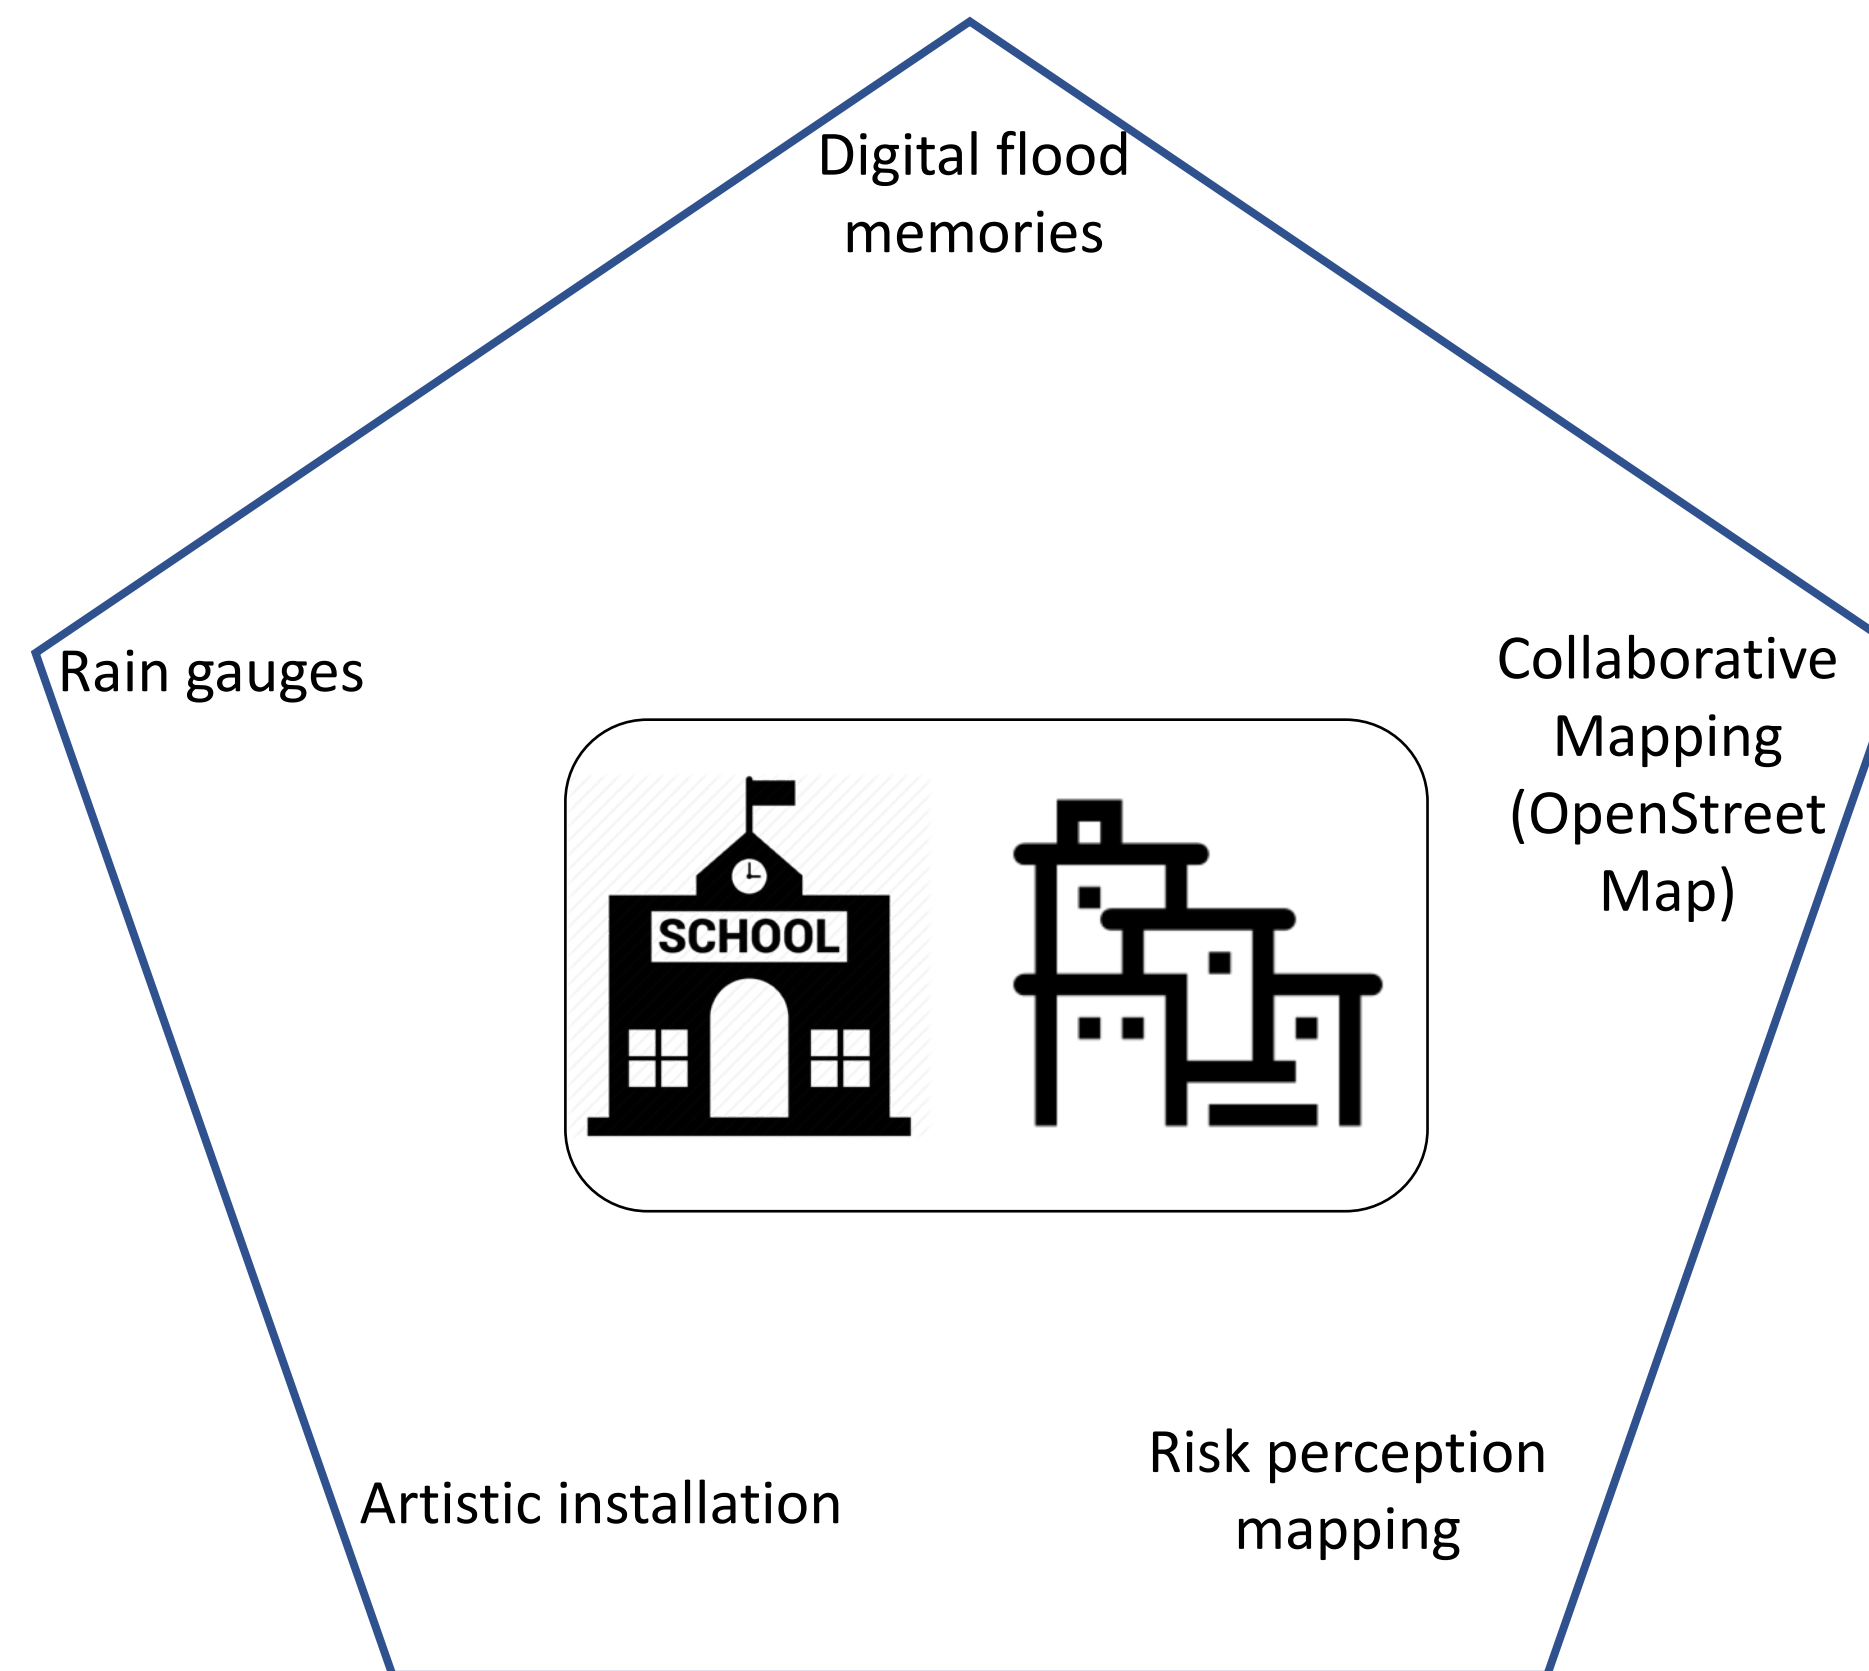 Digital flood
memories
Rain gauges
Collaborative
Mapping
(OpenStreet
Map)
SCHOOL
Risk perception
mapping
Artistic installation